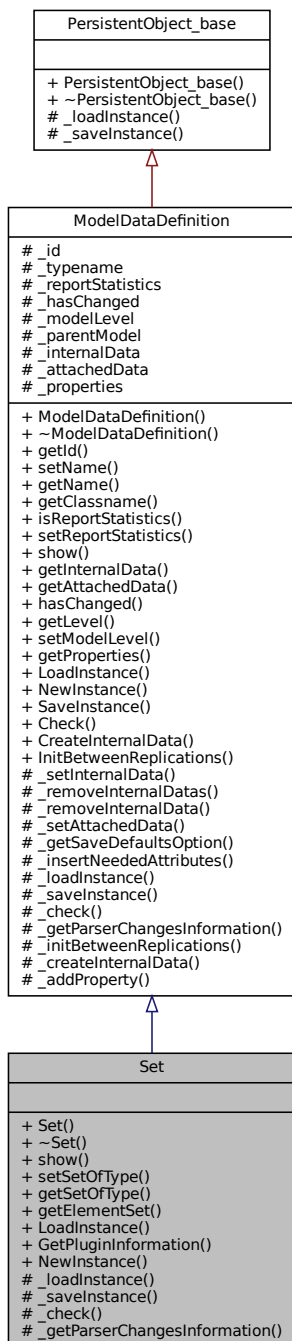 PersistentObject_base
+ PersistentObject_base()
+ ~PersistentObject_base()
# _loadInstance()
# _saveInstance()
ModelDataDefinition
# _id
# _typename
# _reportStatistics
# _hasChanged
# _modelLevel
# _parentModel
# _internalData
# _attachedData
# _properties
+ ModelDataDefinition()
+ ~ModelDataDefinition()
+ getId()
+ setName()
+ getName()
+ getClassname()
+ isReportStatistics()
+ setReportStatistics()
+ show()
+ getInternalData()
+ getAttachedData()
+ hasChanged()
+ getLevel()
+ setModelLevel()
+ getProperties()
+ LoadInstance()
+ NewInstance()
+ SaveInstance()
+ Check()
+ CreateInternalData()
+ InitBetweenReplications()
# _setInternalData()
# _removeInternalDatas()
# _removeInternalData()
# _setAttachedData()
# _getSaveDefaultsOption()
# _insertNeededAttributes()
# _loadInstance()
# _saveInstance()
# _check()
# _getParserChangesInformation()
# _initBetweenReplications()
# _createInternalData()
# _addProperty()
Set
+ Set()
+ ~Set()
+ show()
+ setSetOfType()
+ getSetOfType()
+ getElementSet()
+ LoadInstance()
+ GetPluginInformation()
+ NewInstance()
# _loadInstance()
# _saveInstance()
# _check()
# _getParserChangesInformation()